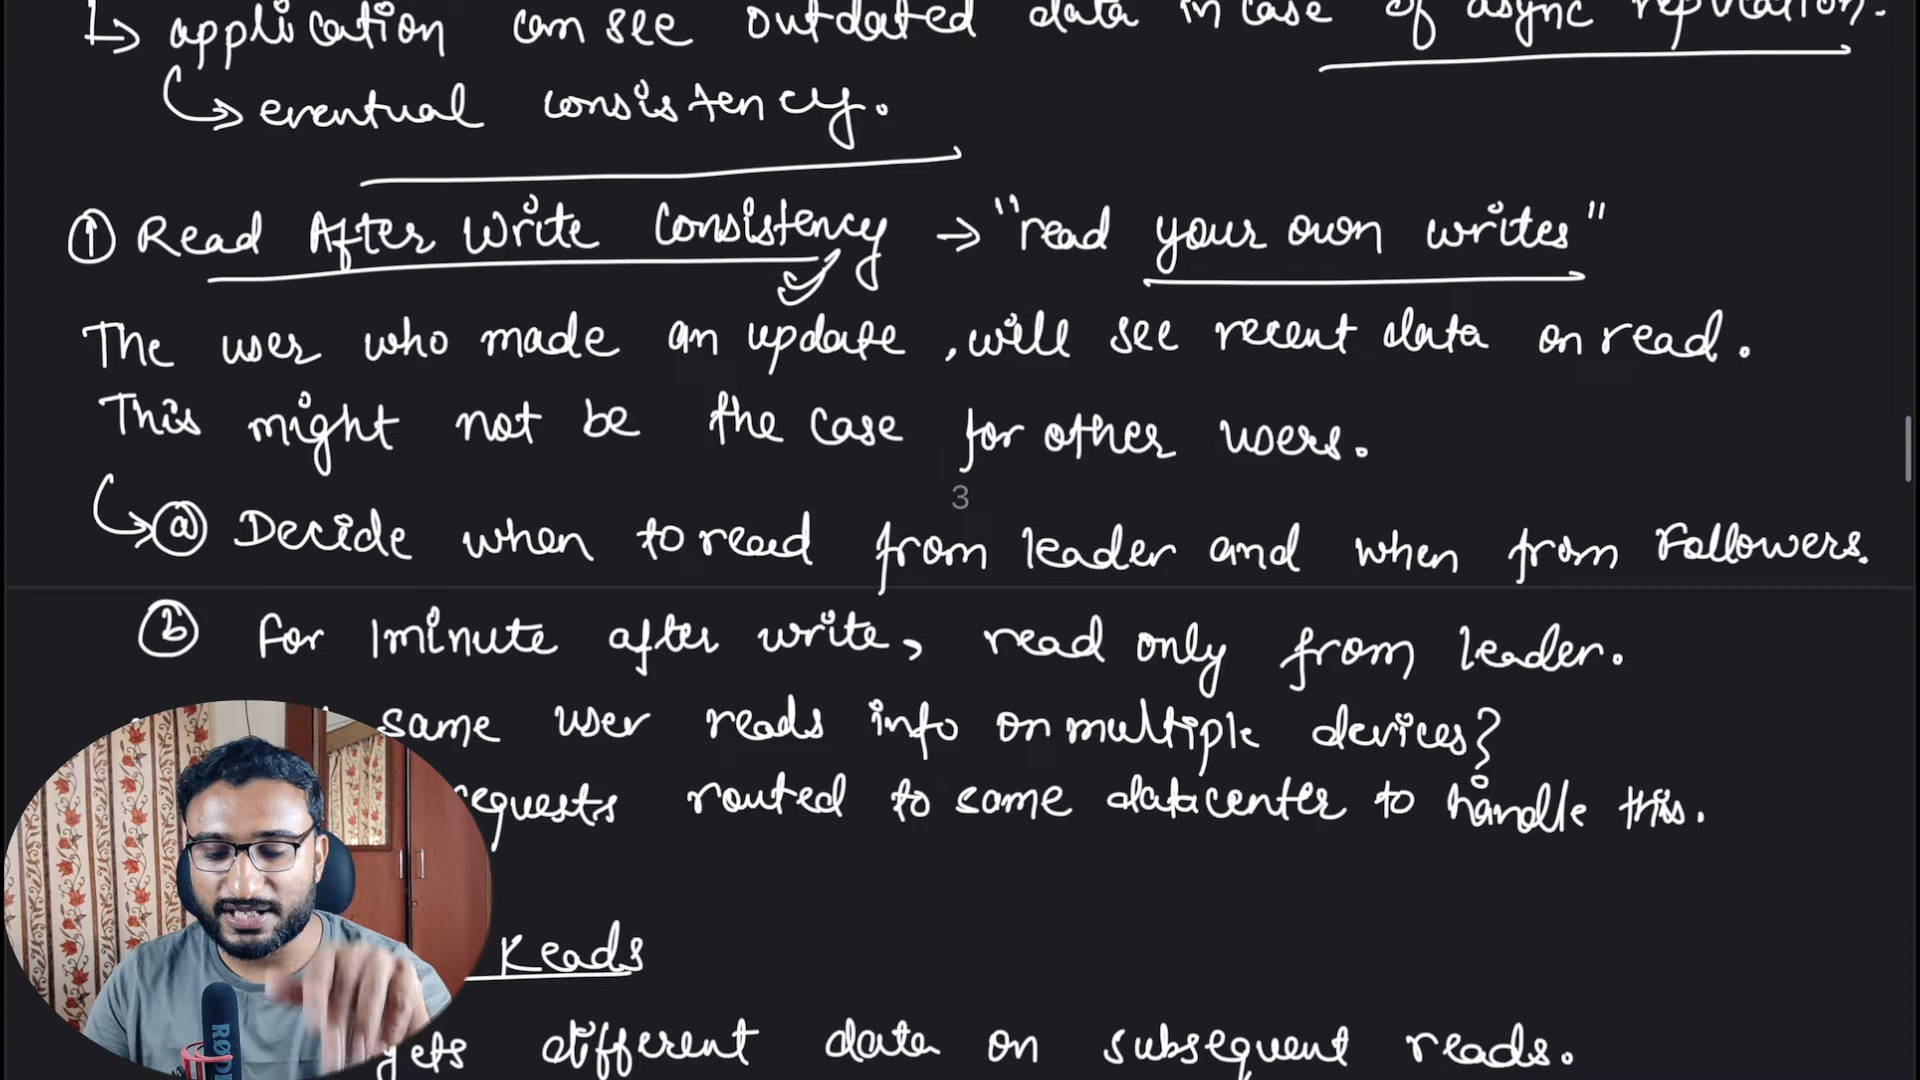 ↳ application can see outdated data in case of async replication.
↳ eventual consistency.
① Read After Write Consistency → "read your own writes"
The user who made an update, will see recent data on read.
This might not be the case for other users.
3
↳ ⓐ Decide when to read from leader and when from followers.
ⓑ For 1 minute after write, read only from leader.
same user reads info on multiple devices?
requests routed to same datacenter to handle this.
Reads
gets different data on subsequent reads.
RØDE